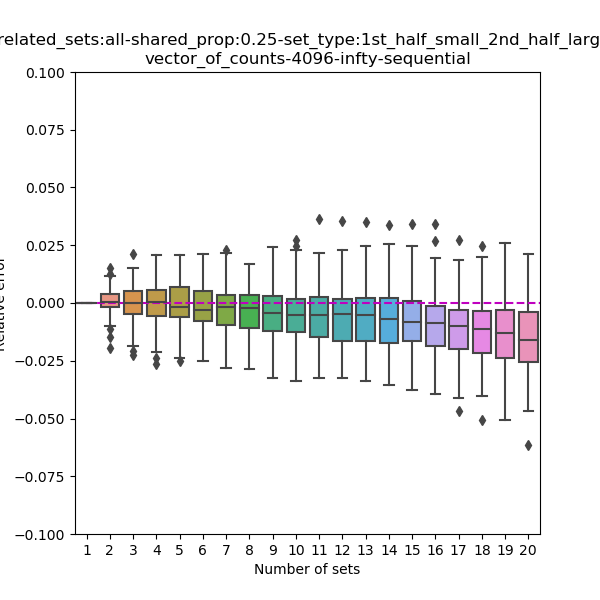 related_sets:all-shared_prop:0.25-set_type:1st_half_small_2nd_half_larg
vector_of_counts-4096-infty-sequential
0.100
0.075
0.050
0.025
0.000
−0.025
−0.050
−0.075
−0.100
Relative error
1 2 3 4 5 6 7 8 9 10 11 12 13 14 15 16 17 18 19 20
Number of sets